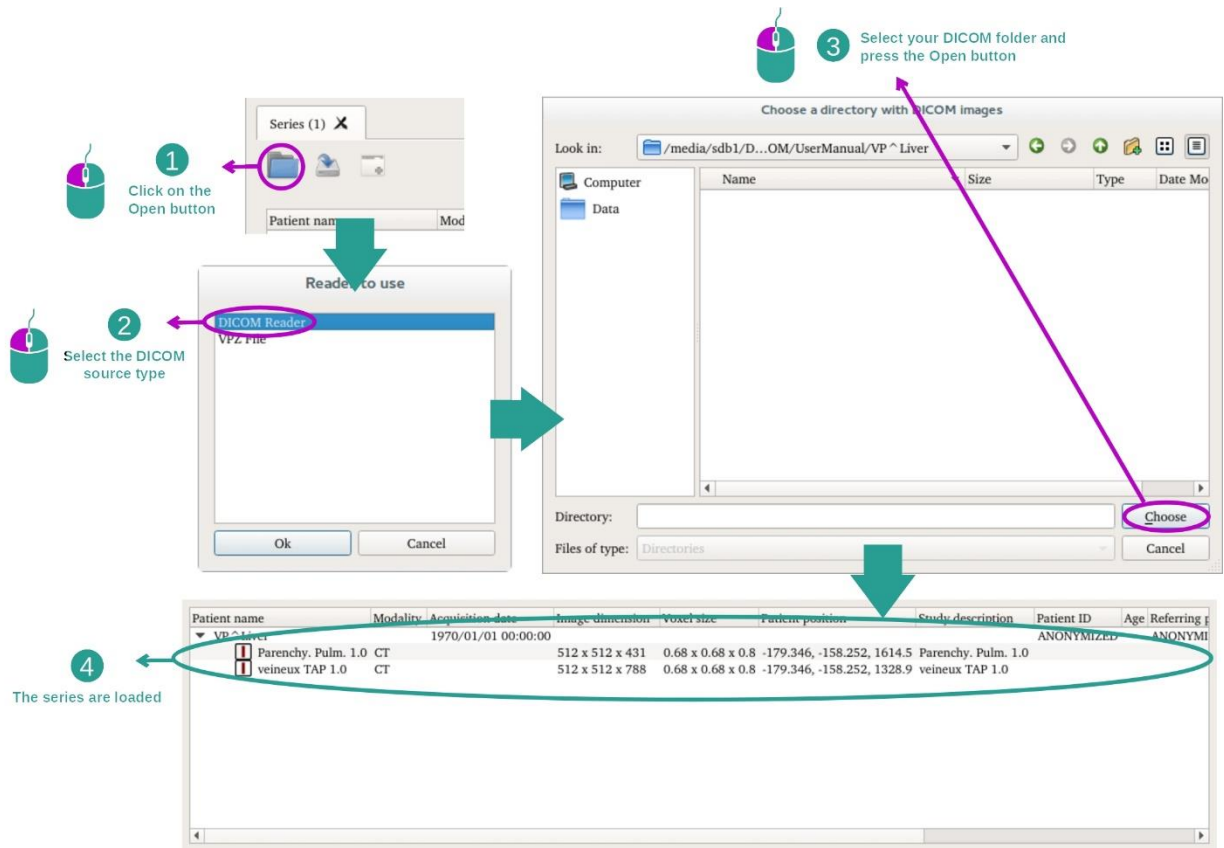 3
Select your DICOM folder and
press the Open button
Series (1)
1
Click on the
Open button
Patient name
Mod
Choose a directory with DICOM images
Look in: /media/sdb1/D...OM/UserManual/VP^Liver
Computer
Data
Name Size Type Date Mo
Reader to use
2
Select the DICOM
source type
DICOM Reader
VPZ File
Ok Cancel
Directory: Choose
Files of type: Directories Cancel
Patient name Modality Acquisition date Image dimension Voxel size Patient position Study description Patient ID Age Referring p
VP^Liver 1970/01/01 00:00:00 ANONYMIZED ANONYMI
Parenchy. Pulm. 1.0 CT 512 x 512 x 431 0.68 x 0.68 x 0.8 -179.346, -158.252, 1614.5 Parenchy. Pulm. 1.0
veineux TAP 1.0 CT 512 x 512 x 788 0.68 x 0.68 x 0.8 -179.346, -158.252, 1328.9 veineux TAP 1.0
4
The series are loaded